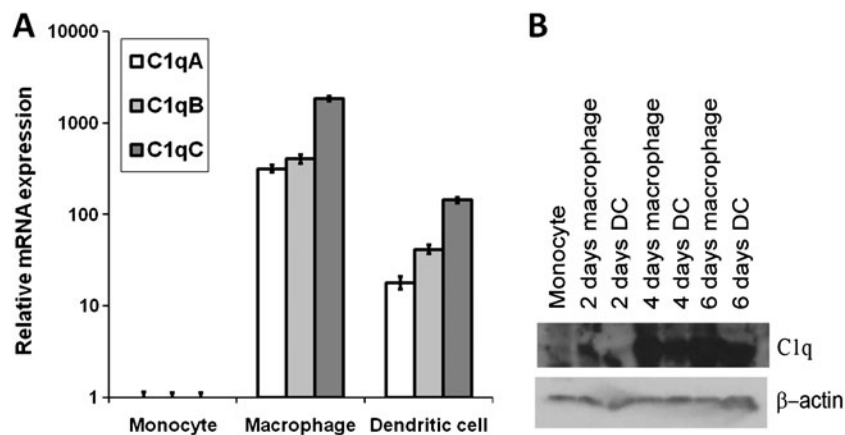 A
Relative mRNA expression
10000
1000
100
10
1
C1qA
C1qB
C1qC
Monocyte
Macrophage
Dendritic cell
B
Monocyte
2 days macrophage
2 days DC
4 days macrophage
4 days DC
6 days macrophage
6 days DC
C1q
β–actin